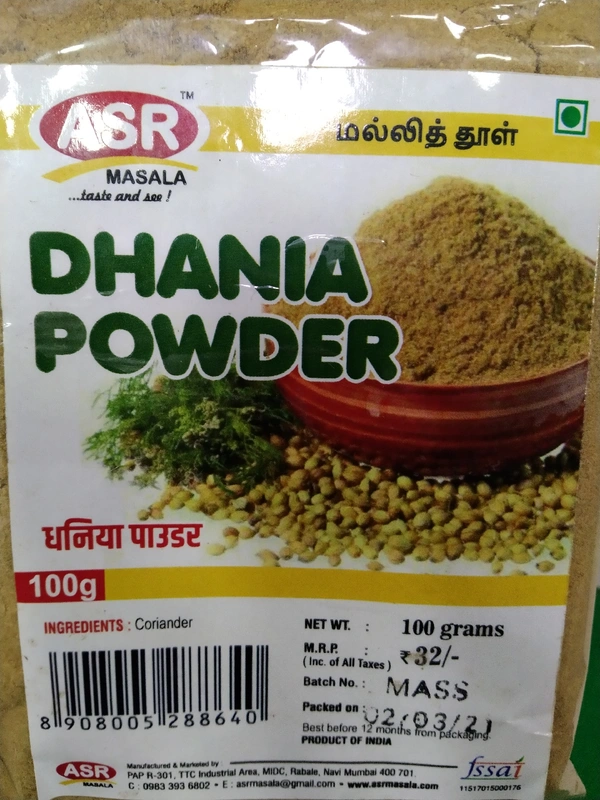 ASR
TM
MASALA
...taste and see !
மல்லித் தூள்
DHANIA
POWDER
धनिया पाउडर
100g
INGREDIENTS : Coriander
8 908005 288640
NET WT. : 100 grams
M.R.P. : ₹32/-
( Inc. of All Taxes )
Batch No. : MASS
Packed on : 02/03/21
Best before 12 months from packaging.
PRODUCT OF INDIA
ASR
MASALA
Manufactured & Marketed by
PAP R-301, TTC Industrial Area, MIDC, Rabale, Navi Mumbai 400 701.
C : 0983 393 6802 • E : asrmasala@gmail.com • www.asrmasala.com
fssai
11517015000176